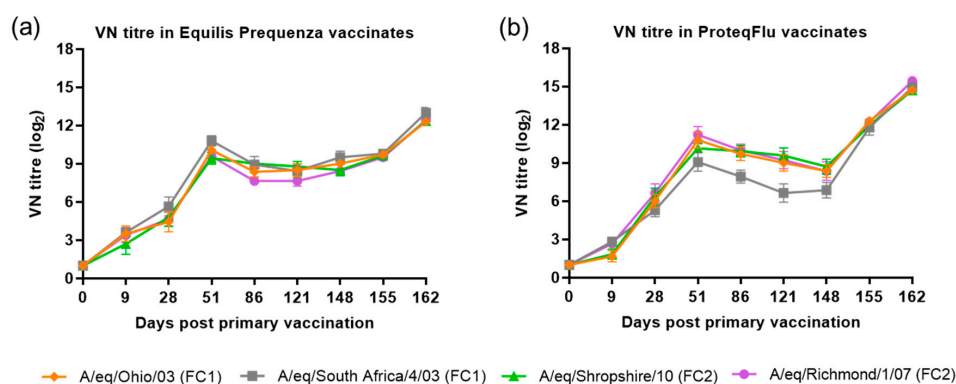 (a)
VN titre in Equilis Prequenza vaccinates
VN titre (log2)
18
15
12
9
6
3
0
0 9 28 51 86 121 148 155 162
Days post primary vaccination
(b)
VN titre in ProteqFlu vaccinates
VN titre (log2)
18
15
12
9
6
3
0
0 9 28 51 86 121 148 155 162
Days post primary vaccination
A/eq/Ohio/03 (FC1) A/eq/South Africa/4/03 (FC1) A/eq/Shropshire/10 (FC2) A/eq/Richmond/1/07 (FC2)